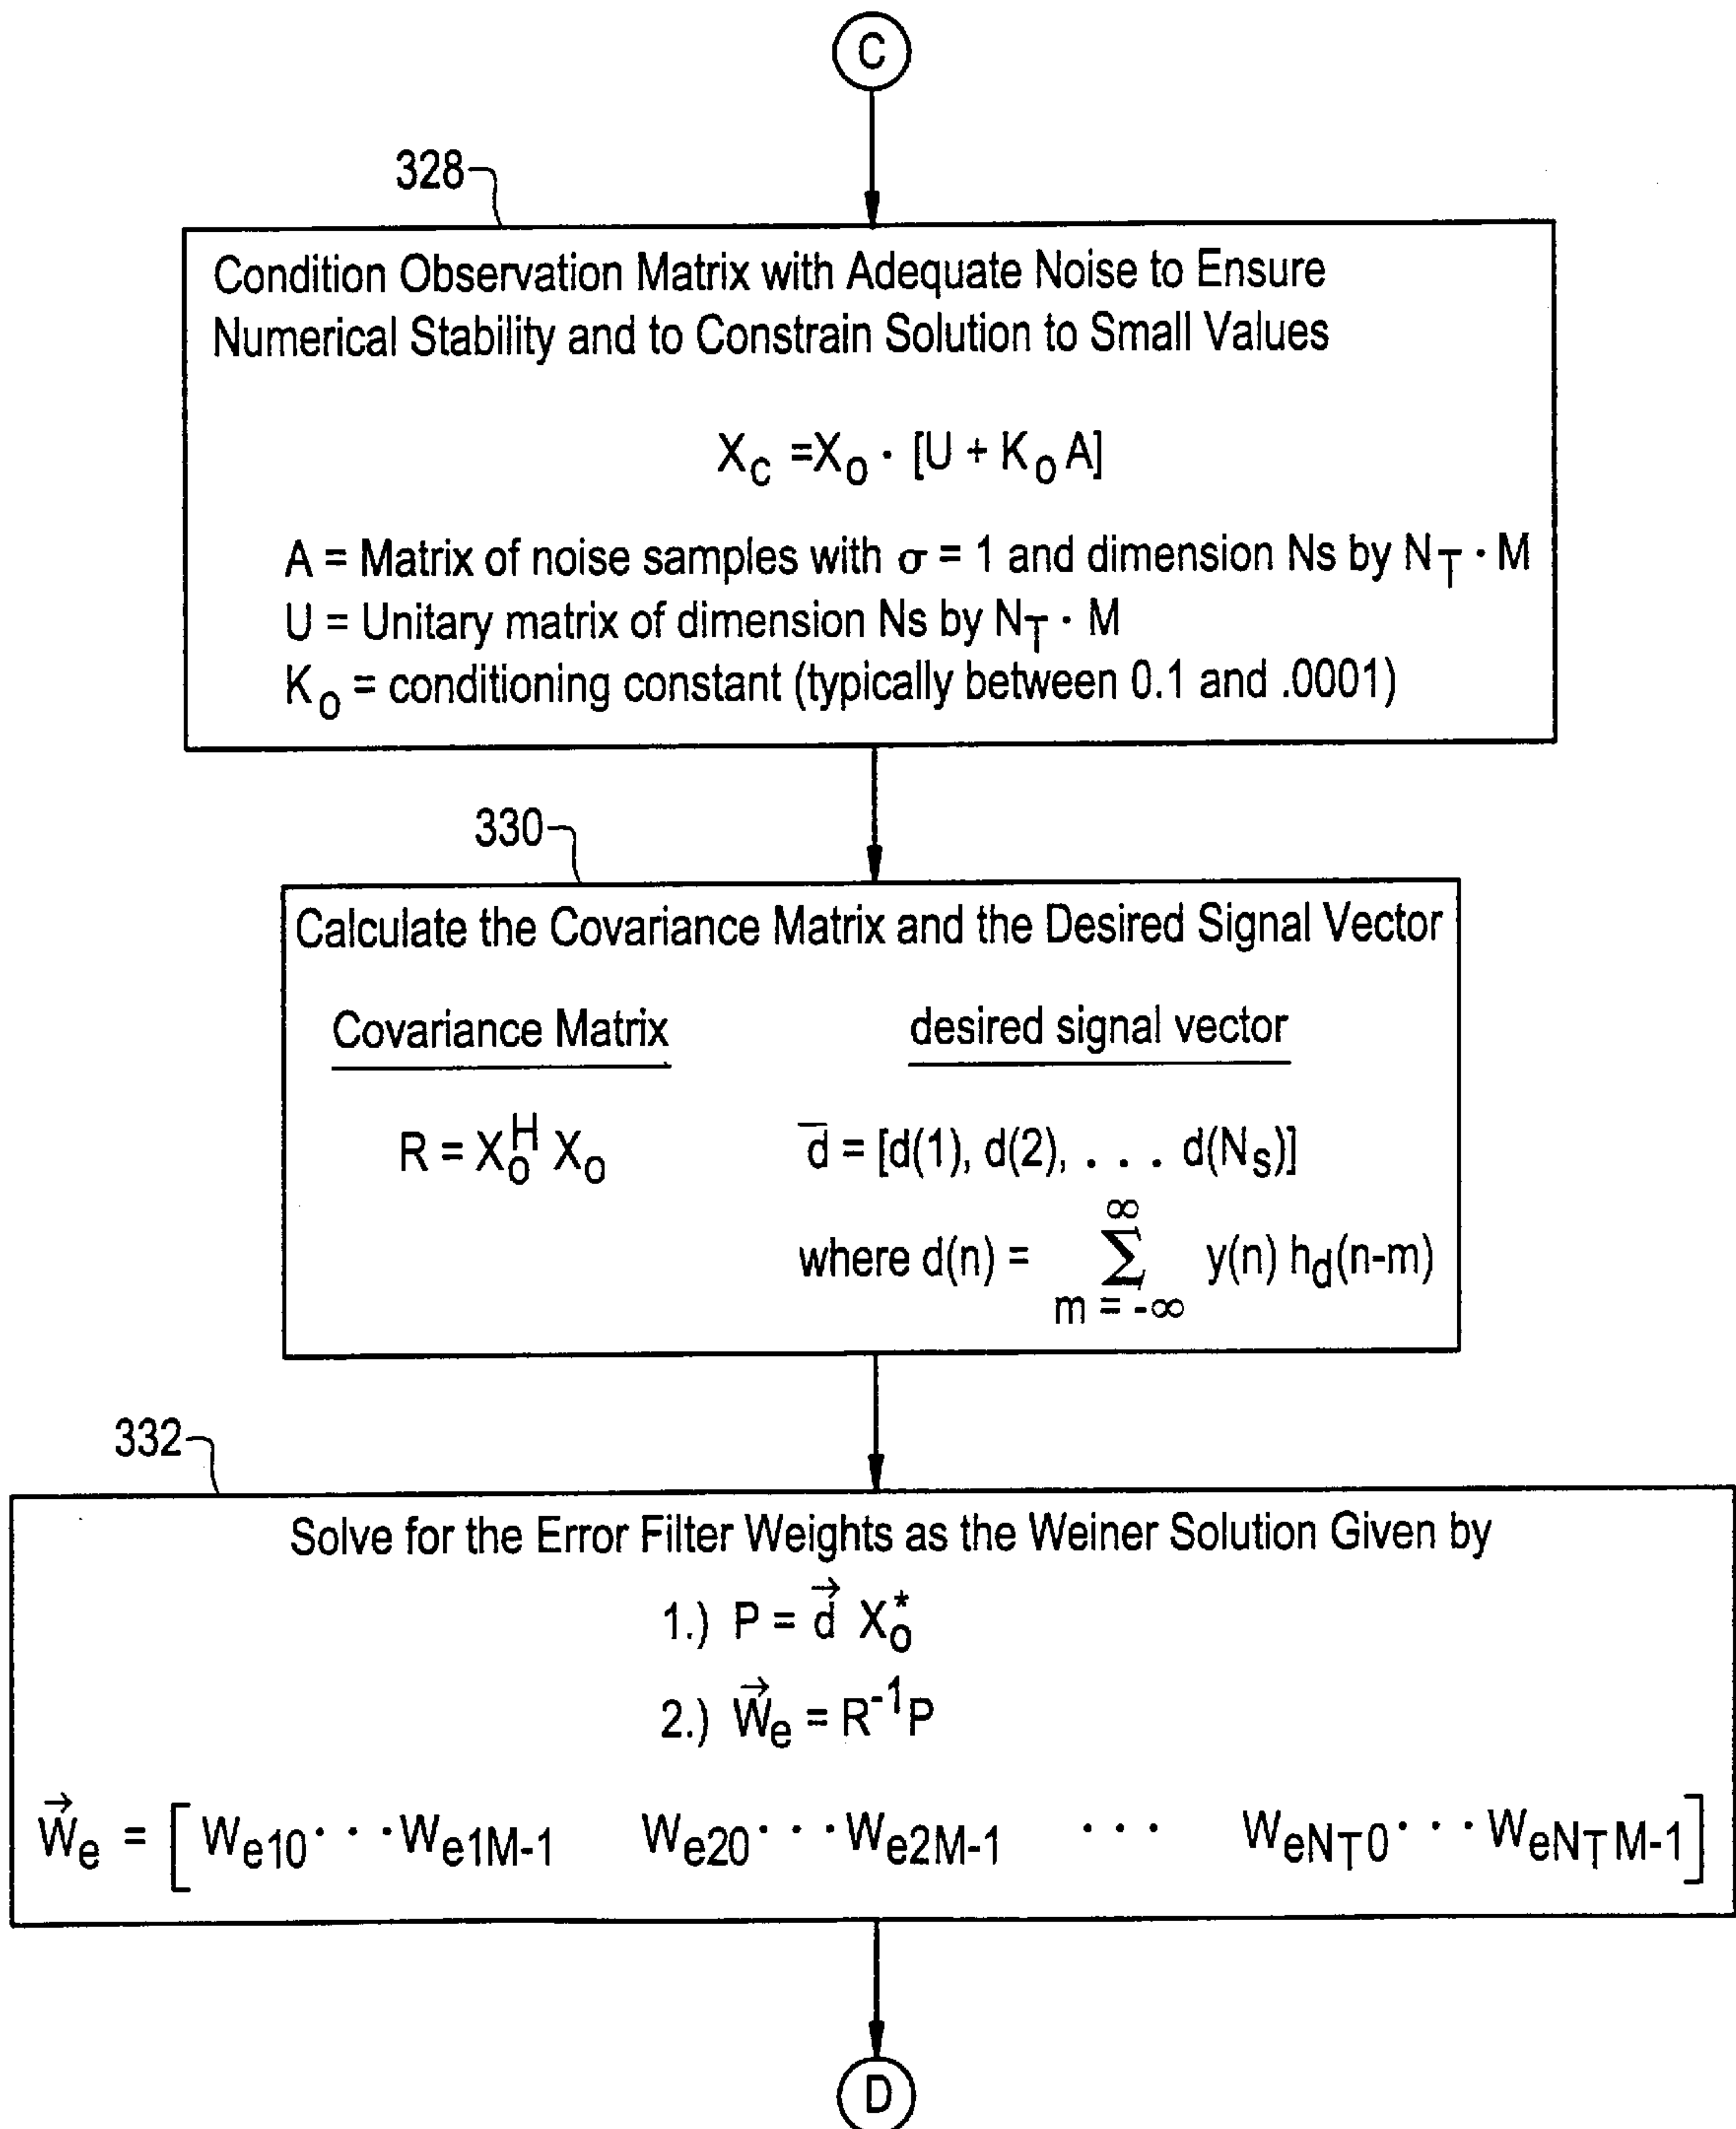 C
328
Condition Observation Matrix with Adequate Noise to Ensure
Numerical Stability and to Constrain Solution to Small Values
X_c =X_o · [U + K_o A]
A = Matrix of noise samples with σ = 1 and dimension Ns by N_T · M
U = Unitary matrix of dimension Ns by N_T · M
K_o = conditioning constant (typically between 0.1 and .0001)
330
Calculate the Covariance Matrix and the Desired Signal Vector
Covariance Matrix desired signal vector
R = X_o^H X_o d̅ = [d(1), d(2), . . . d(N_s)]
where d(n) = ∑_{m = -∞}^{∞} y(n) h_d(n-m)
332
Solve for the Error Filter Weights as the Weiner Solution Given by
1.) P = d⃗ X_o^*
2.) W⃗_e = R^-1 P
W⃗_e = [ W_e10 · · · W_e1M-1 W_e20 · · · W_e2M-1 · · · W_eN_T0 · · · W_eN_TM-1 ]
D